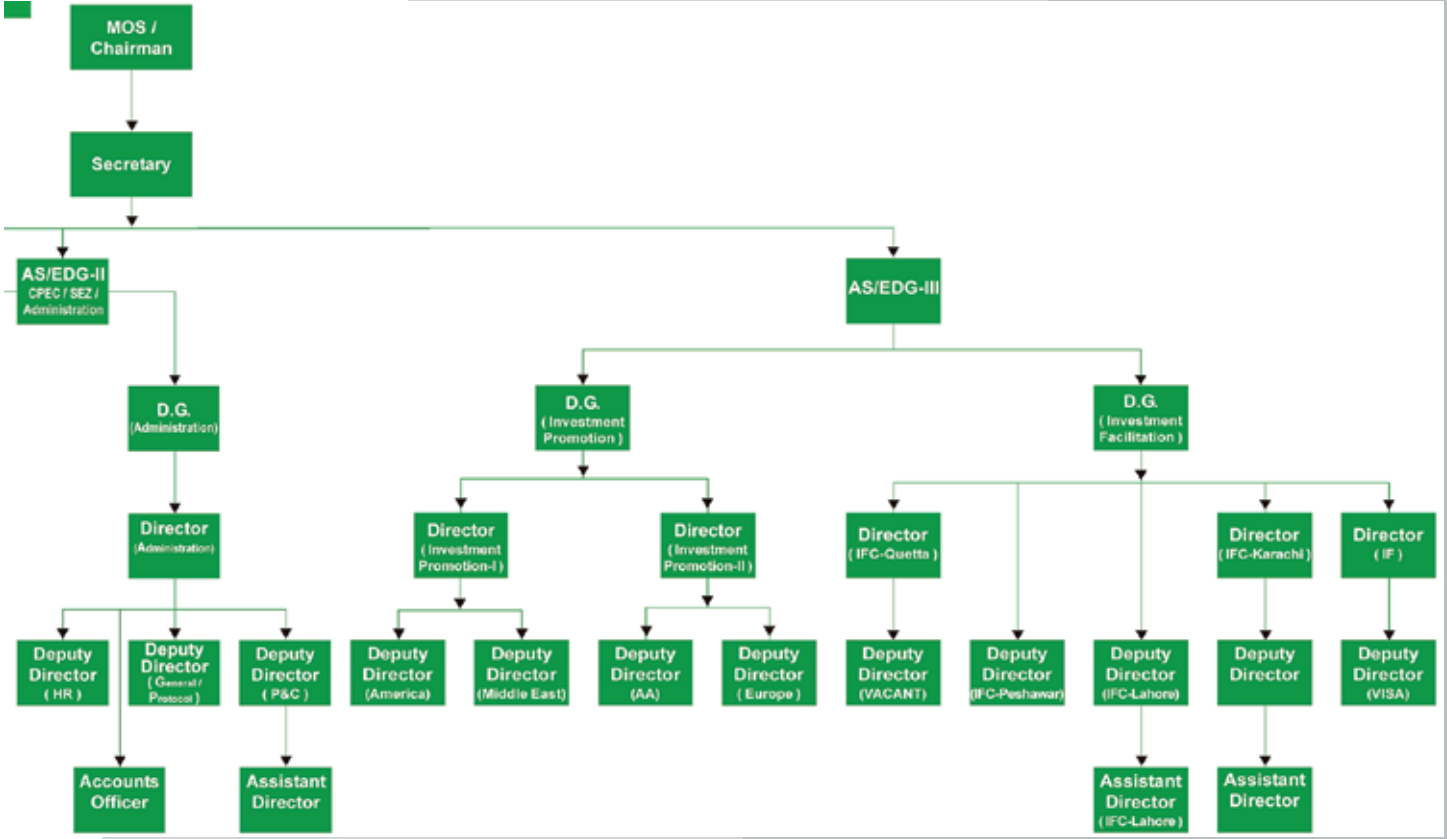 MOS /
Chairman
Secretary
AS/EDG-II
CPEC / SEZ /
Administration
AS/EDG-III
D.G.
(Administration)
D.G.
( Investment
Promotion )
D.G.
( Investment
Facilitation )
Director
(Administration)
Director
( Investment
Promotion-I )
Director
( Investment
Promotion-II )
Director
( IFC-Quetta )
Director
( IFC-Karachi )
Director
( IF )
Deputy
Director
( HR )
Deputy
Director
( General /
Protocol )
Deputy
Director
( P&C )
Deputy
Director
(America)
Deputy
Director
(Middle East)
Deputy
Director
(AA)
Deputy
Director
( Europe )
Deputy
Director
(VACANT)
Deputy
Director
(IFC-Peshawar)
Deputy
Director
(IFC-Lahore)
Deputy
Director
Deputy
Director
(VISA)
Accounts
Officer
Assistant
Director
Assistant
Director
( IFC-Lahore )
Assistant
Director